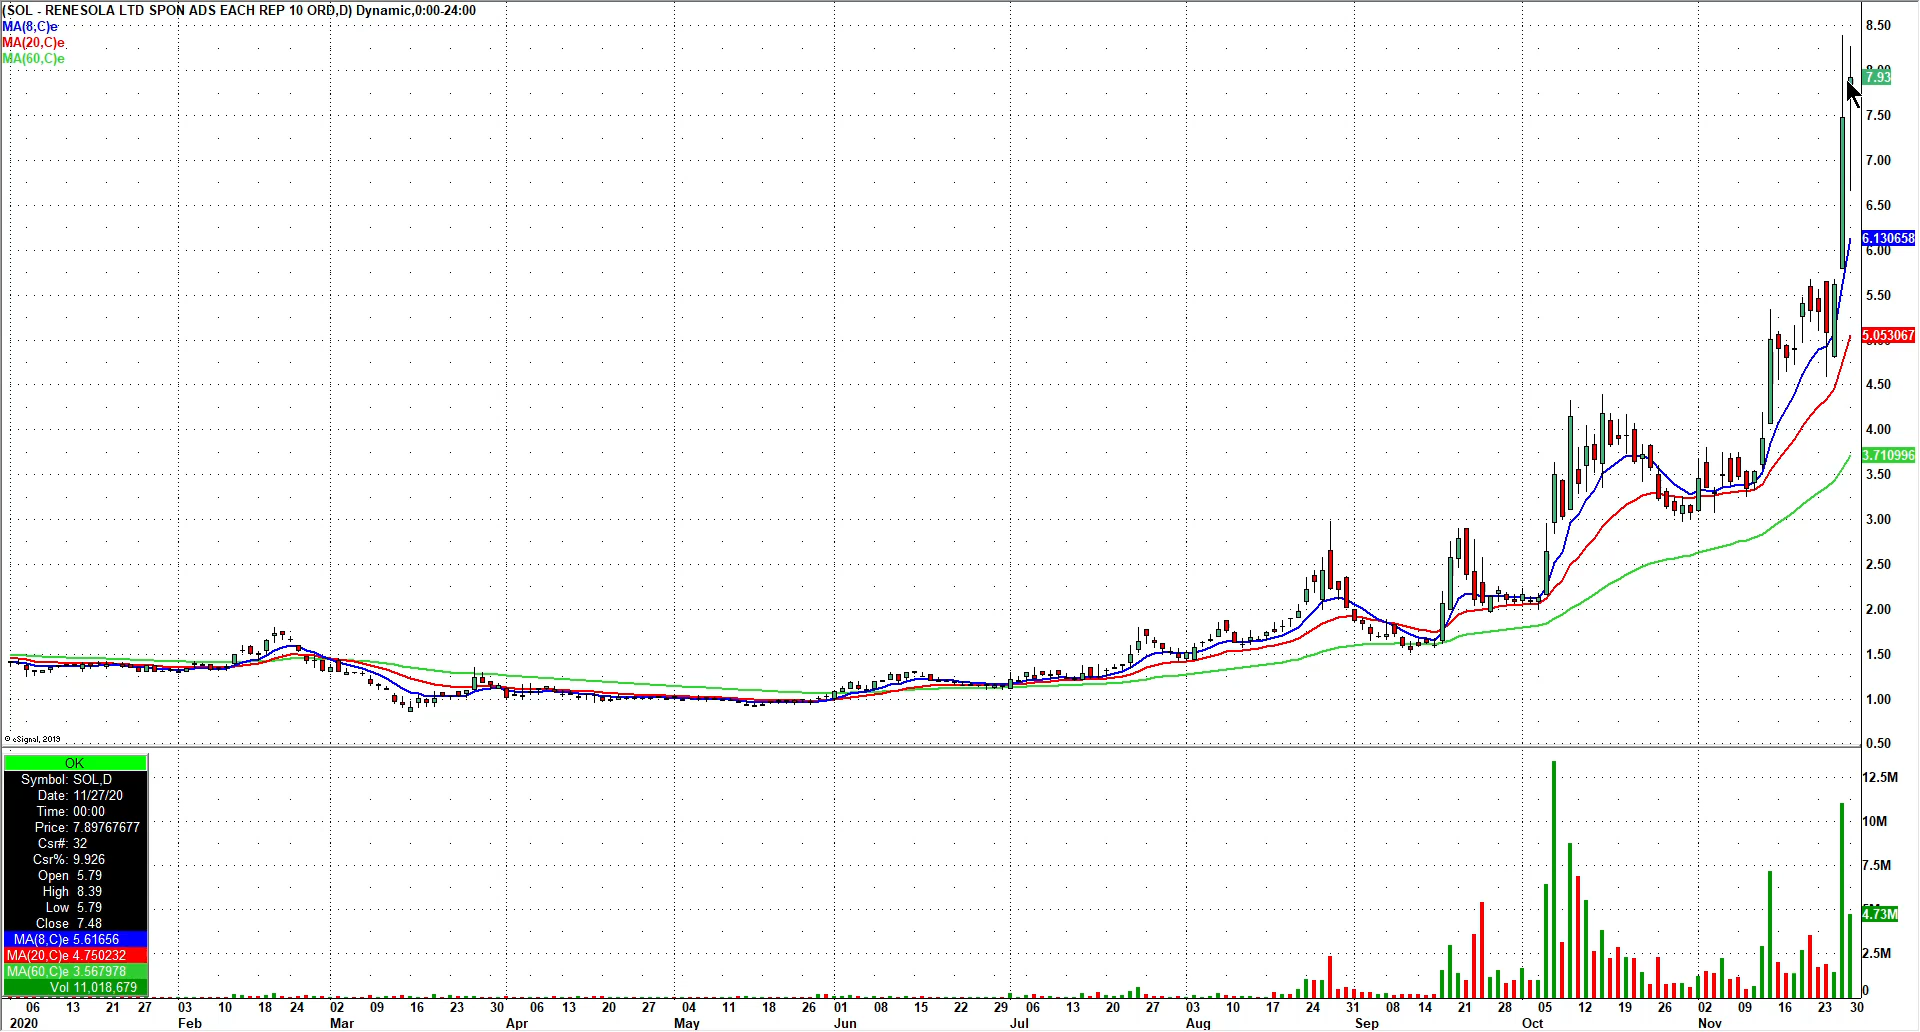 (SOL - RENESOLA LTD SPON ADS EACH REP 10 ORD,D) Dynamic,0:00-24:00
MA(8,C)e
MA(20,C)e
MA(60,C)e
8.50
8.00
7.93
7.50
7.00
6.50
6.130658
6.00
5.50
5.053067
5.00
4.50
4.00
3.710996
3.50
3.00
2.50
2.00
1.50
1.00
0.50
© eSignal, 2019
OK
Symbol: SOL,D
Date: 11/27/20
Time: 00:00
Price: 7.89767677
Csr#: 32
Csr%: 9.926
Open 5.79
High 8.39
Low 5.79
Close 7.48
MA(8,C)e 5.61656
MA(20,C)e 4.750232
MA(60,C)e 3.567978
Vol 11,018,679
12.5M
10M
7.5M
4.73M
2.5M
0
06 13 21 27 03 10 18 24 02 09 16 23 30 06 13 20 27 04 11 18 26 01 08 15 22 29 06 13 20 27 03 10 17 24 31 08 14 21 28 05 12 19 26 02 09 16 23 30
2020 Feb Mar Apr May Jun Jul Aug Sep Oct Nov